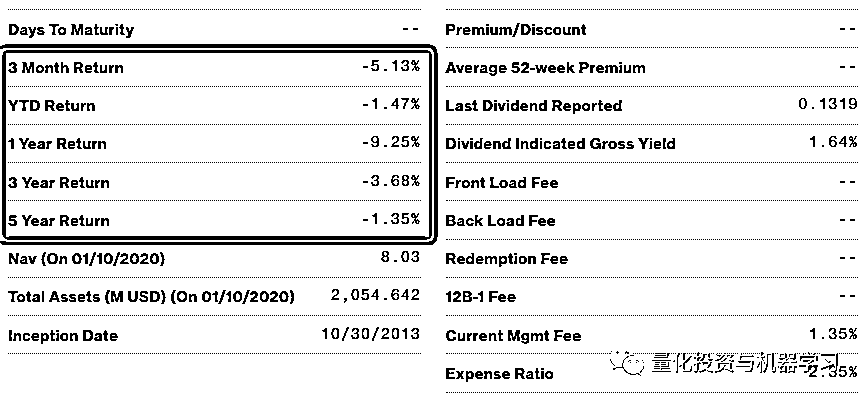 Days To Maturity --
3 Month Return -5.13%
YTD Return -1.47%
1 Year Return -9.25%
3 Year Return -3.68%
5 Year Return -1.35%
Nav (On 01/10/2020) 8.03
Total Assets (M USD) (On 01/10/2020) 2,054.642
Inception Date 10/30/2013
Premium/Discount --
Average 52-week Premium --
Last Dividend Reported 0.1319
Dividend Indicated Gross Yield 1.64%
Front Load Fee --
Back Load Fee --
Redemption Fee --
12B-1 Fee --
Current Mgmt Fee 1.35%
Expense Ratio 2.35%
量化投资与机器学习